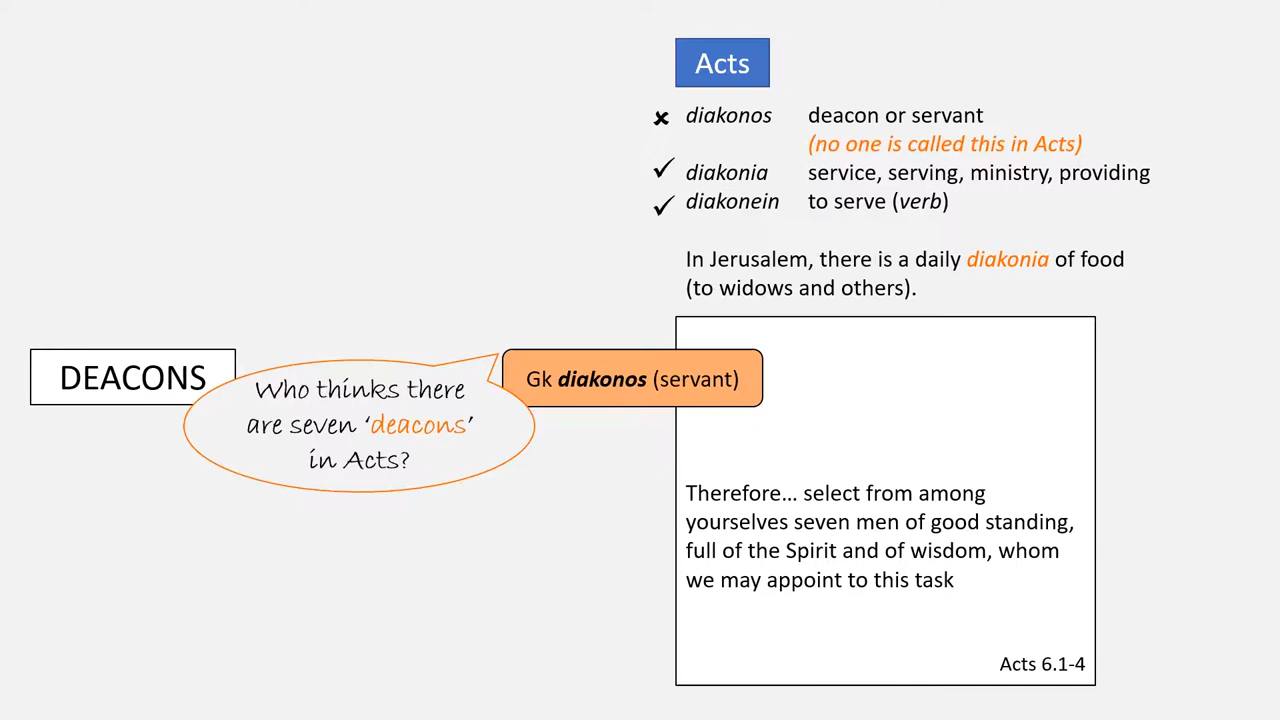 Acts
✖ diakonos deacon or servant
(no one is called this in Acts)
✓ diakonia service, serving, ministry, providing
✓ diakonein to serve (verb)
In Jerusalem, there is a daily diakonia of food
(to widows and others).
DEACONS
Who thinks there
are seven ‘deacons’
in Acts?
Gk diakonos (servant)
Therefore… select from among
yourselves seven men of good standing,
full of the Spirit and of wisdom, whom
we may appoint to this task
Acts 6.1-4